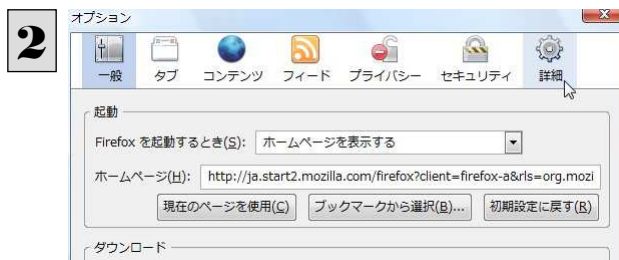 2
オプション
一般 タブ コンテンツ フィード プライバシー セキュリティ 詳細
起動
Firefox を起動するとき(S): ホームページを表示する
ホームページ(H): http://ja.start2.mozilla.com/firefox?client=firefox-a&rls=org.mozi
現在のページを使用(C) ブックマークから選択(B)... 初期設定に戻す(R)
ダウンロード